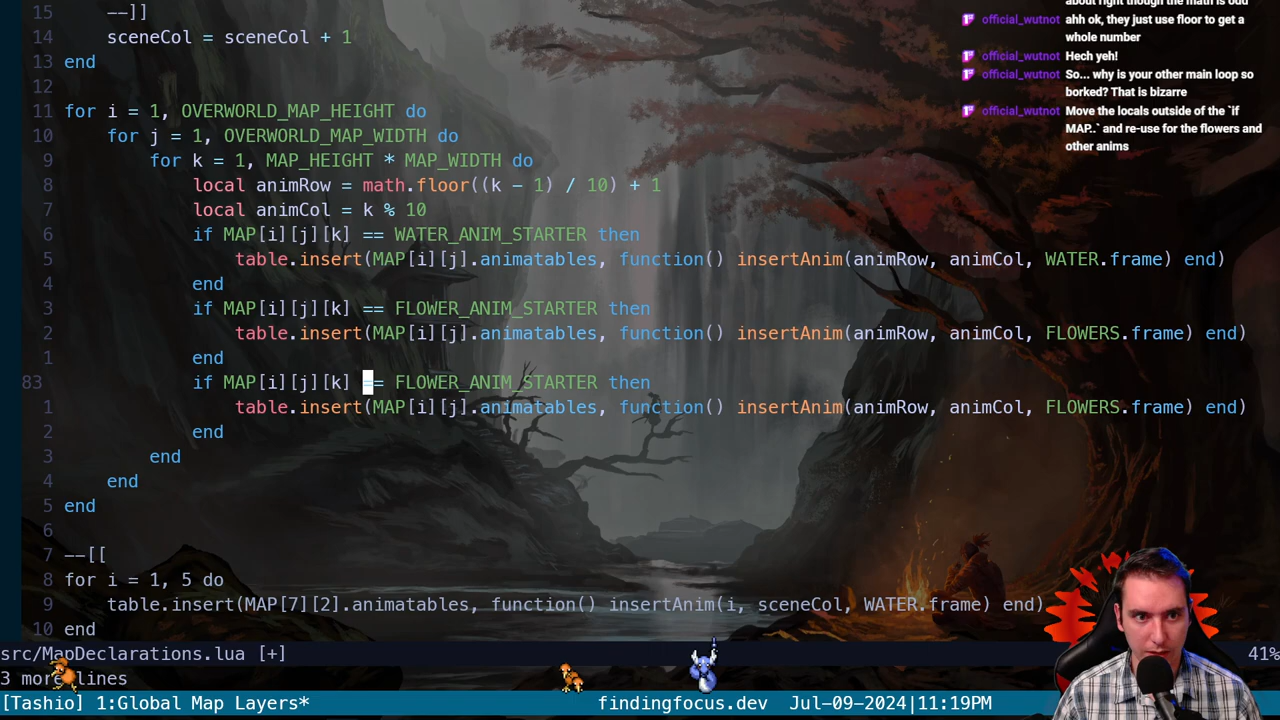 15     --]]
14     sceneCol = sceneCol + 1
13 end
12
11 for i = 1, OVERWORLD_MAP_HEIGHT do
10     for j = 1, OVERWORLD_MAP_WIDTH do
9         for k = 1, MAP_HEIGHT * MAP_WIDTH do
8             local animRow = math.floor((k - 1) / 10) + 1
7             local animCol = k % 10
6             if MAP[i][j][k] == WATER_ANIM_STARTER then
5                 table.insert(MAP[i][j].animatables, function() insertAnim(animRow, animCol, WATER.frame) end)
4             end
3             if MAP[i][j][k] == FLOWER_ANIM_STARTER then
2                 table.insert(MAP[i][j].animatables, function() insertAnim(animRow, animCol, FLOWERS.frame) end)
1             end
83             if MAP[i][j][k] == FLOWER_ANIM_STARTER then
1                 table.insert(MAP[i][j].animatables, function() insertAnim(animRow, animCol, FLOWERS.frame) end)
2             end
3         end
4     end
5 end
6
7 --[[
8 for i = 1, 5 do
9     table.insert(MAP[7][2].animatables, function() insertAnim(i, sceneCol, WATER.frame) end)
10 end
src/MapDeclarations.lua [+] 41%
3 more lines
[Tashio] 1:Global Map Layers* findingfocus.dev Jul-09-2024|11:19PM
about right though the math is odd
official_wutnot ahh ok, they just use floor to get a
whole number
official_wutnot Hech yeh!
official_wutnot So... why is your other main loop so
borked? That is bizarre
official_wutnot Move the locals outside of the `if
MAP..` and re-use for the flowers and
other anims